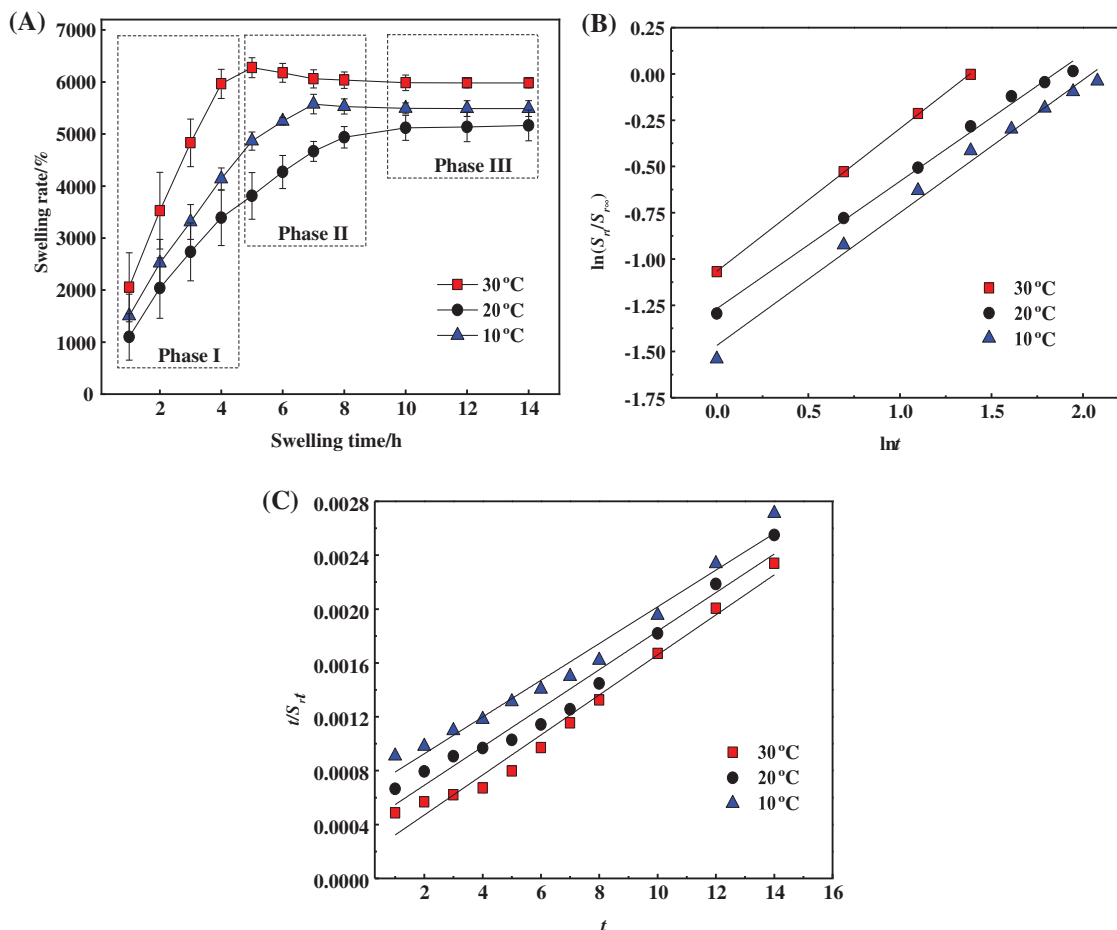 (A)
7000
6000
5000
4000
3000
2000
1000
0
Swelling rate/%
Phase I
Phase II
Phase III
30°C
20°C
10°C
2 4 6 8 10 12 14
Swelling time/h
(B)
0.25
0.00
-0.25
-0.50
-0.75
-1.00
-1.25
-1.50
-1.75
ln(Srt/Sr∞)
30°C
20°C
10°C
0.0 0.5 1.0 1.5 2.0
lnt
(C)
0.0028
0.0024
0.0020
0.0016
0.0012
0.0008
0.0004
0.0000
t/Srt
30°C
20°C
10°C
2 4 6 8 10 12 14 16
t